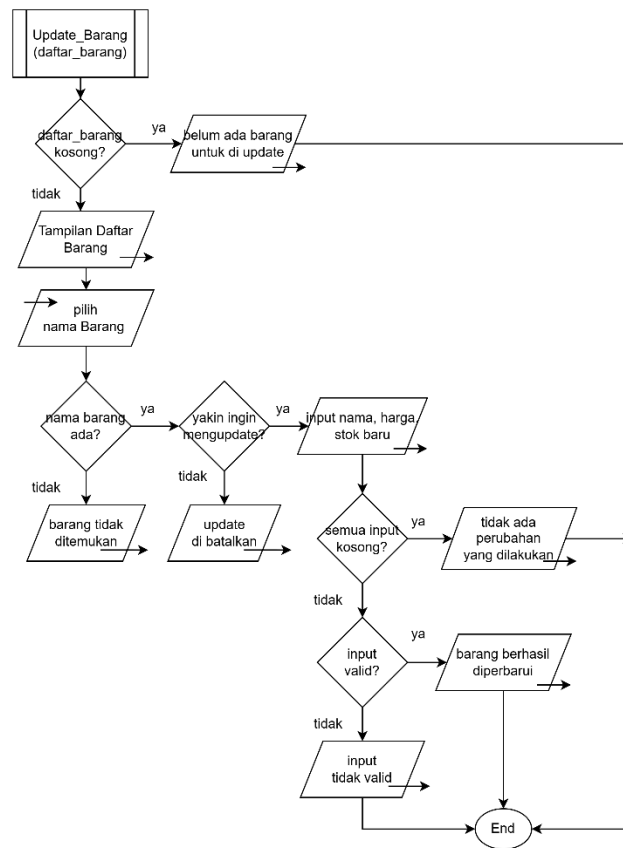 Update_Barang
(daftar_barang)
daftar_barang
kosong?
ya
belum ada barang
untuk di update
tidak
Tampilan Daftar
Barang
pilih
nama Barang
nama barang
ada?
ya
yakin ingin
mengupdate?
ya
input nama, harga,
stok baru
tidak
barang tidak
ditemukan
tidak
update
di batalkan
semua input
kosong?
ya
tidak ada
perubahan
yang dilakukan
tidak
input
valid?
ya
barang berhasil
diperbarui
tidak
input
tidak valid
End